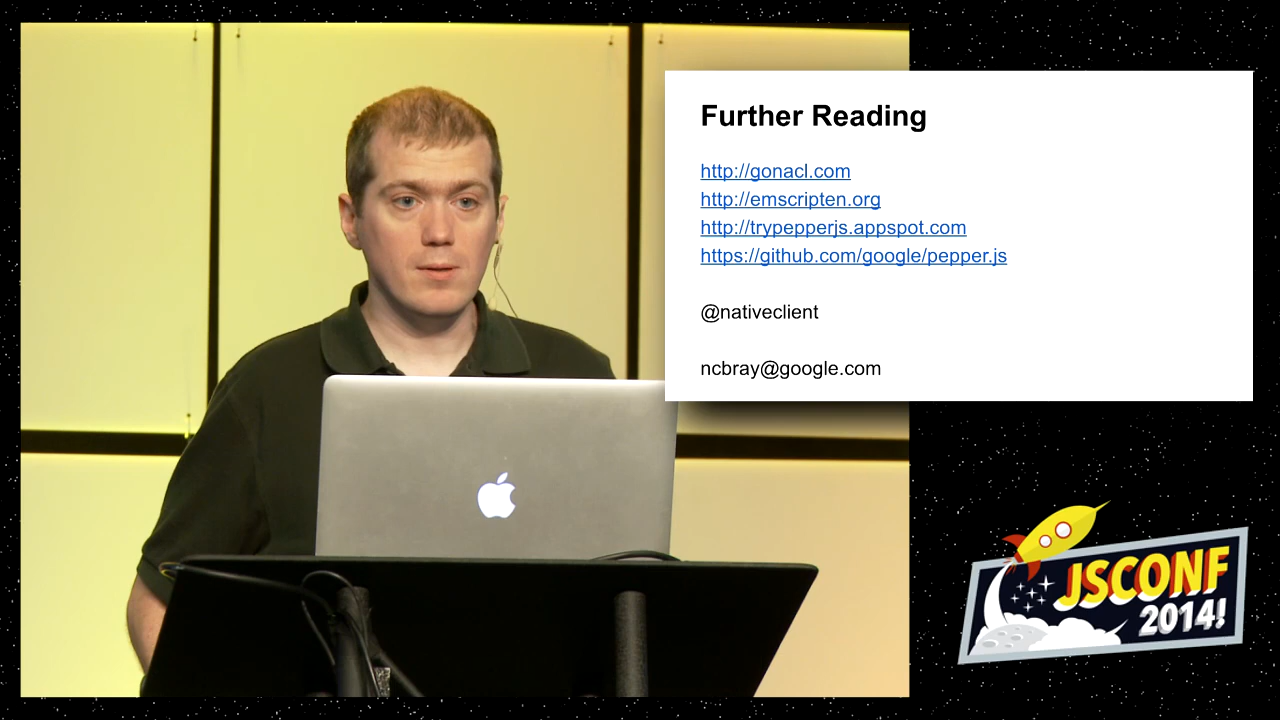 Further Reading
http://gonacl.com
http://emscripten.org
http://trypepperjs.appspot.com
https://github.com/google/pepper.js
@nativeclient
ncbray@google.com
JSCONF
2014!